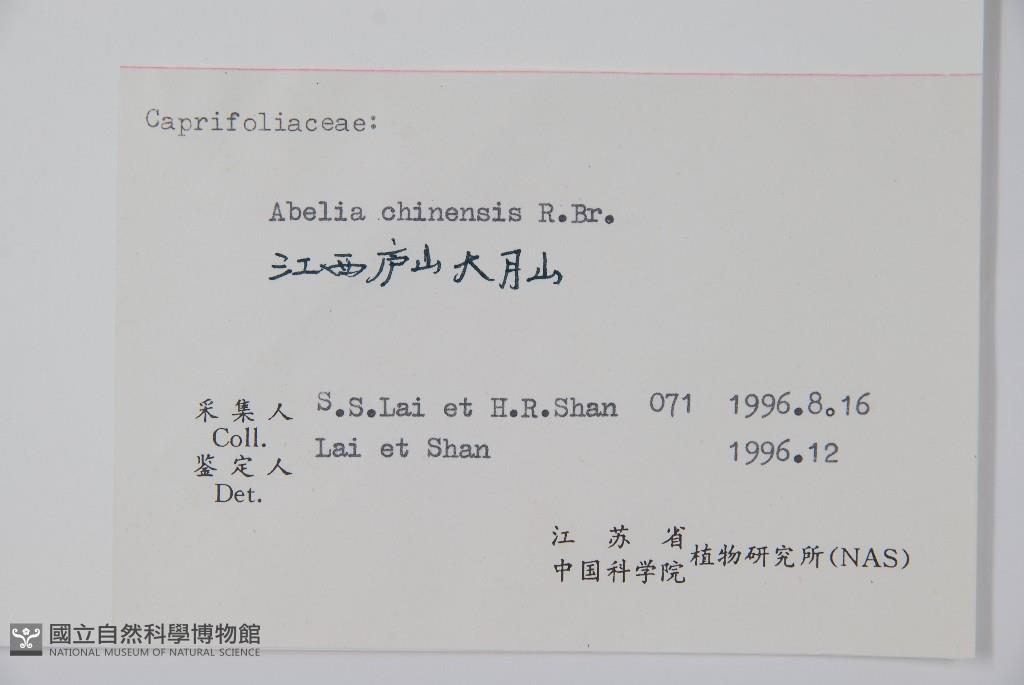 Caprifoliaceae:
Abelia chinensis R.Br.
江西庐山大月山
采集人 S.S.Lai et H.R.Shan 071 1996.8.16
Coll.
鉴定人 Lai et Shan 1996.12
Det.
江苏省
中国科学院 植物研究所(NAS)
國立自然科學博物館
NATIONAL MUSEUM OF NATURAL SCIENCE